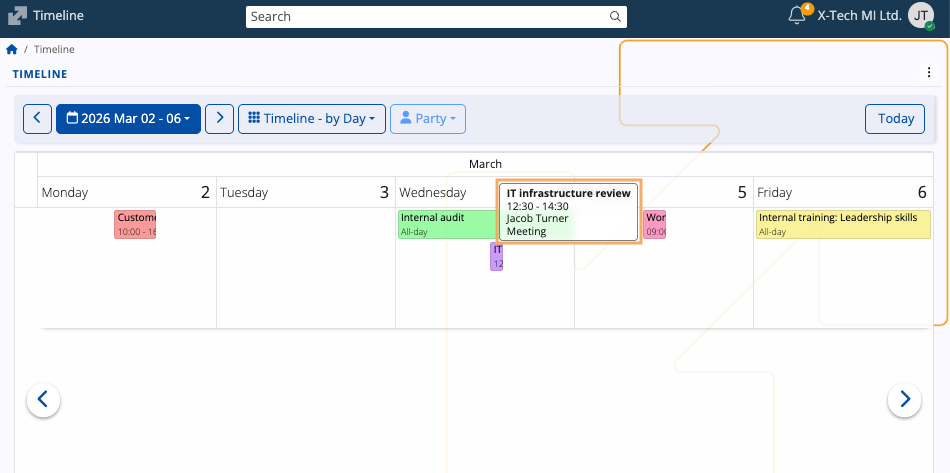 Timeline
Search
4
X-Tech MI Ltd.
JT
/ Timeline
TIMELINE
2026 Mar 02 - 06
Timeline - by Day
Party
Today
March
Monday 2
Tuesday 3
Wednesday
5
Friday 6
IT infrastructure review
12:30 - 14:30
Jacob Turner
Meeting
Custome
10:00 - 16
Internal audit
All-day
IT
12
Wor
09:00
Internal training: Leadership skills
All-day